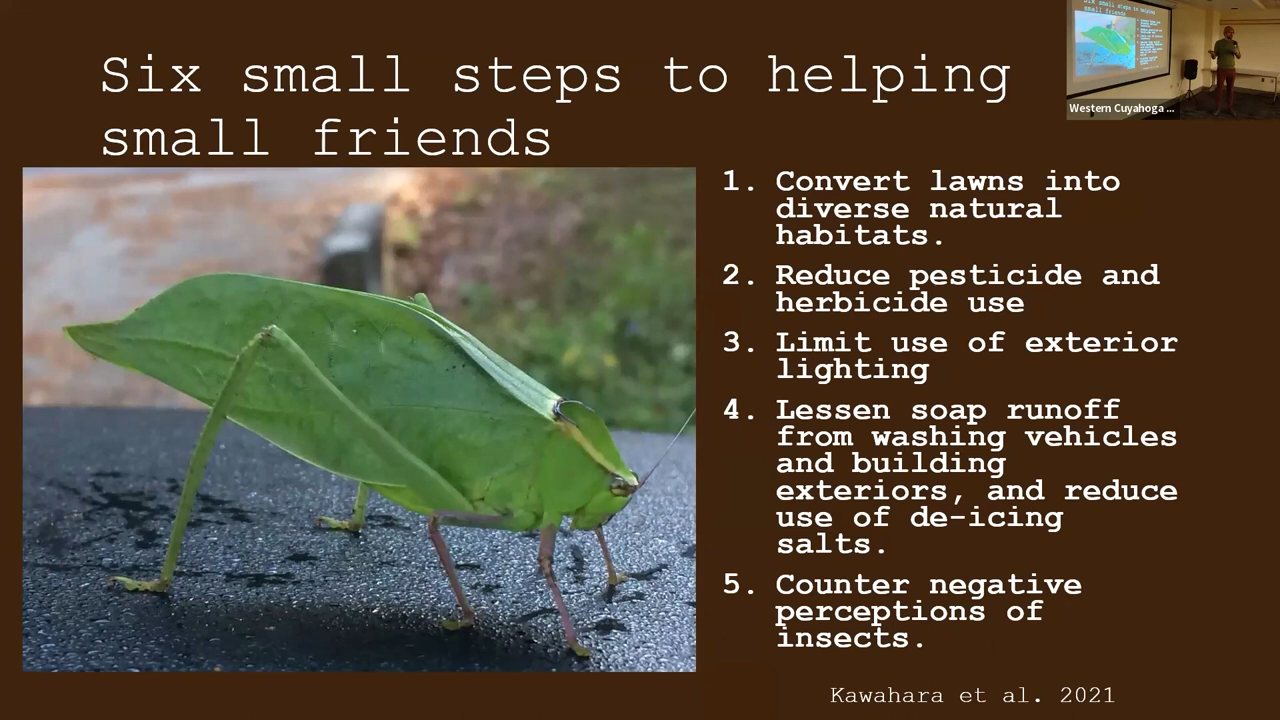 Six small steps to helping
small friends
Western Cuyahoga ...
1. Convert lawns into
diverse natural
habitats.
2. Reduce pesticide and
herbicide use
3. Limit use of exterior
lighting
4. Lessen soap runoff
from washing vehicles
and building
exteriors, and reduce
use of de-icing
salts.
5. Counter negative
perceptions of
insects.
Kawahara et al. 2021